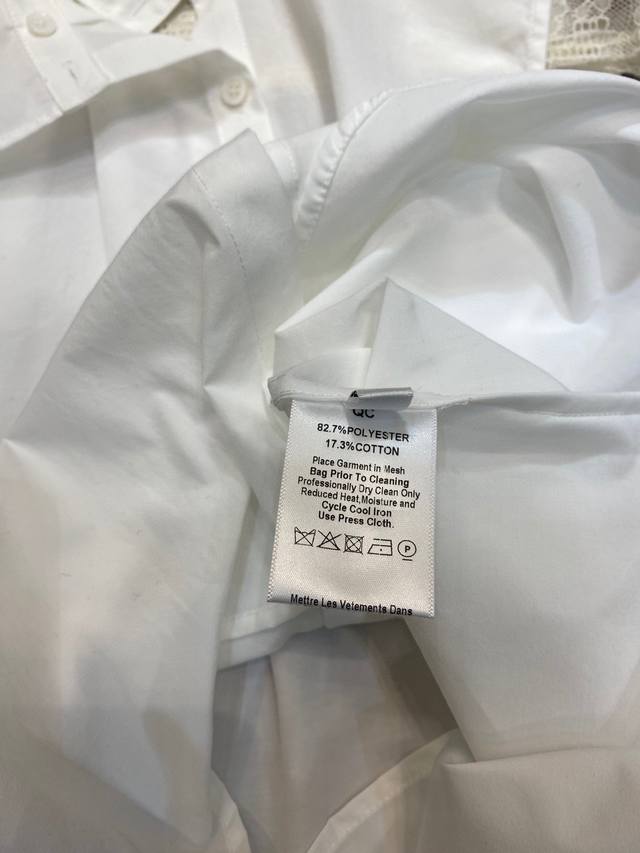 QC
82.7%POLYESTER
17.3%COTTON
Place Garment in Mesh
Bag Prior To Cleaning
Professionally Dry Clean Only
Reduced Heat,Moisture and
Cycle Cool Iron
Use Press Cloth.
P
Mettre Les Vetements Dans